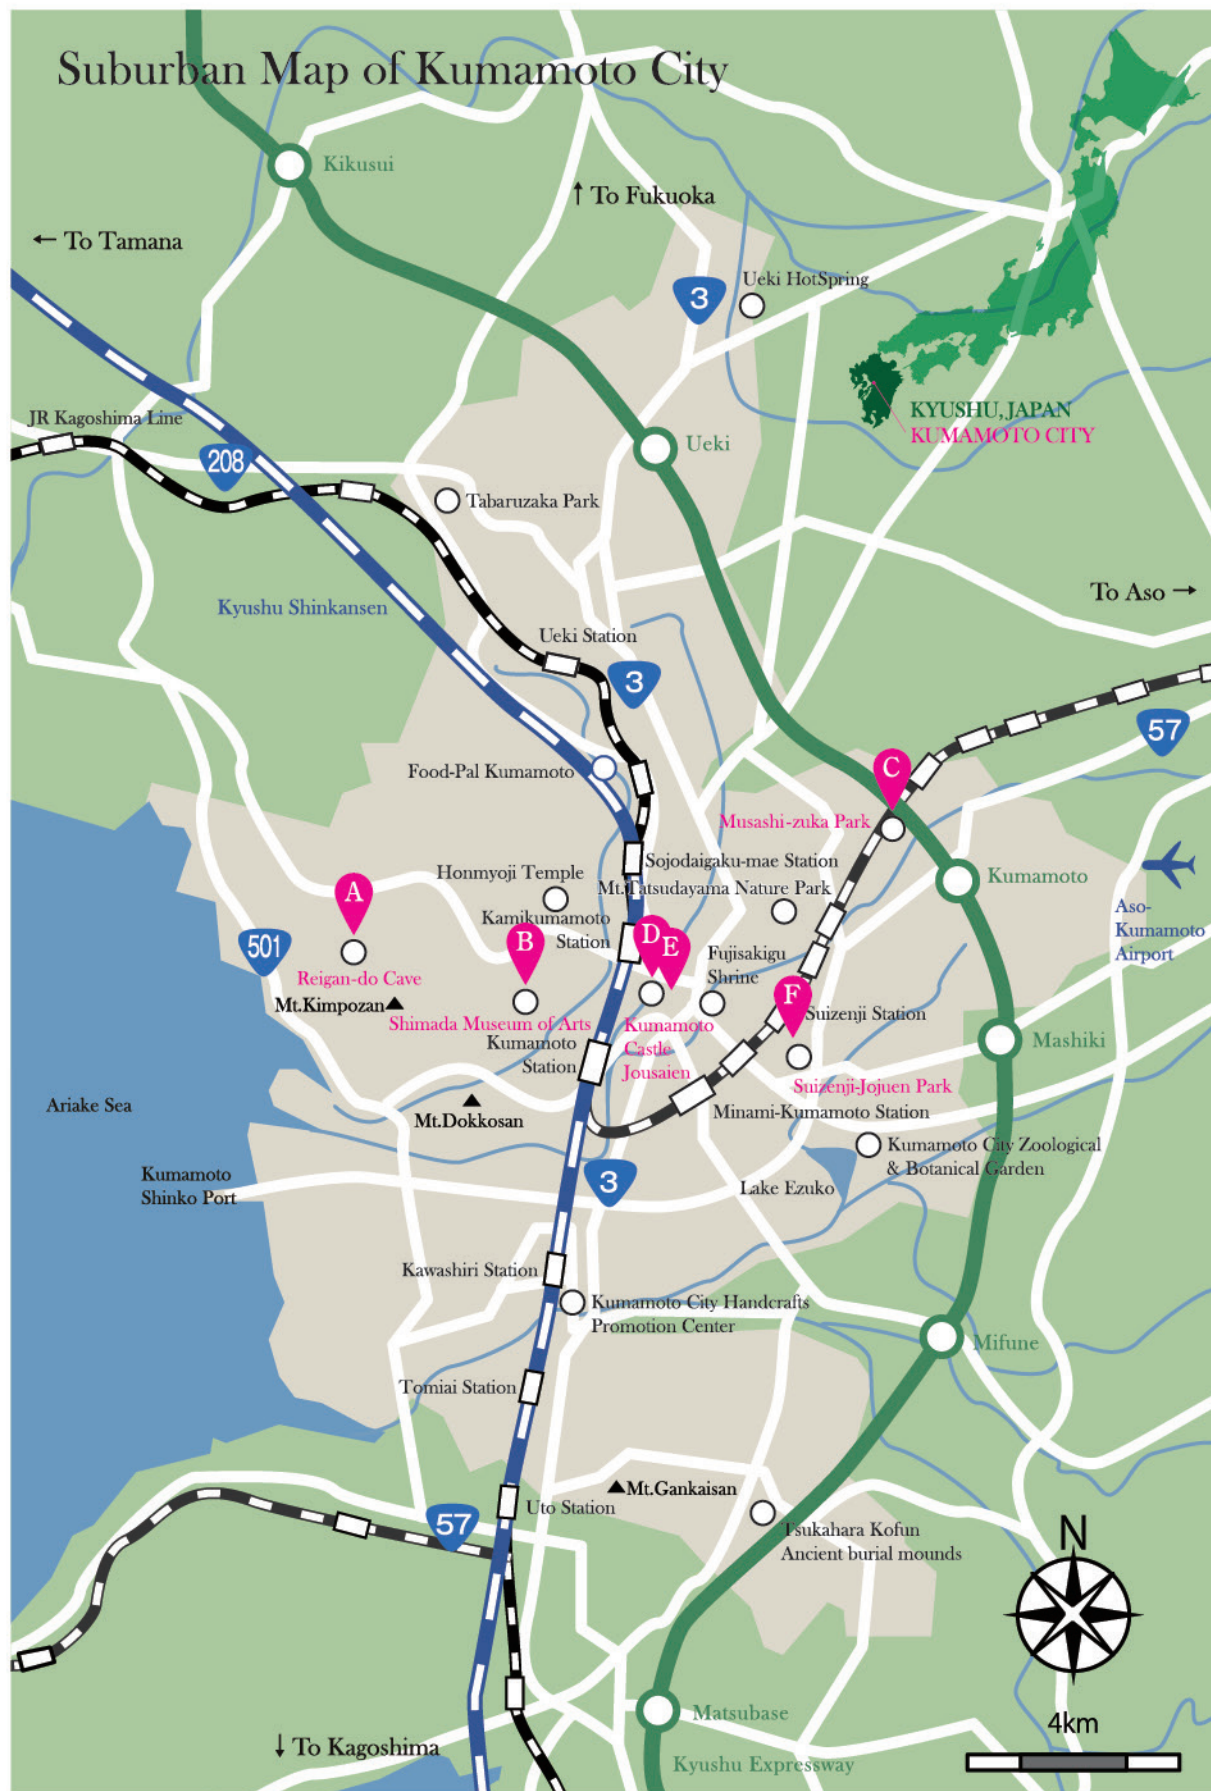 Suburban Map of Kumamoto City
Kikusui
↑ To Fukuoka
← To Tamana
Ueki HotSpring
3
KYUSHU, JAPAN
KUMAMOTO CITY
JR Kagoshima Line
Ueki
208
Tabaruzaka Park
To Aso →
Kyushu Shinkansen
Ueki Station
3
57
Food-Pal Kumamoto
C
Musashi-zuka Park
Sojodaigaku-mae Station
Honmyoji Temple
Mt.Tatsudayama Nature Park
Kumamoto
A
Kamikumamoto
Station
Aso-
Kumamoto
Airport
501
B
D
E
Fujisakigu
Shrine
Reigan-do Cave
F
Mt.Kimpozan
Suizenji Station
Shimada Museum of Arts
Kumamoto
Castle
Jousaien
Kumamoto
Station
Mashiki
Suizenji-Jojuen Park
Ariake Sea
Mt.Dokkosan
Minami-Kumamoto Station
Kumamoto City Zoological
& Botanical Garden
Kumamoto
Shinko Port
3
Lake Ezuko
Kawashiri Station
Kumamoto City Handcrafts
Promotion Center
Mifune
Tomiai Station
Mt.Gankaisan
Uto Station
57
Tsukahara Kofun
Ancient burial mounds
N
Matsubase
4km
↓ To Kagoshima
Kyushu Expressway